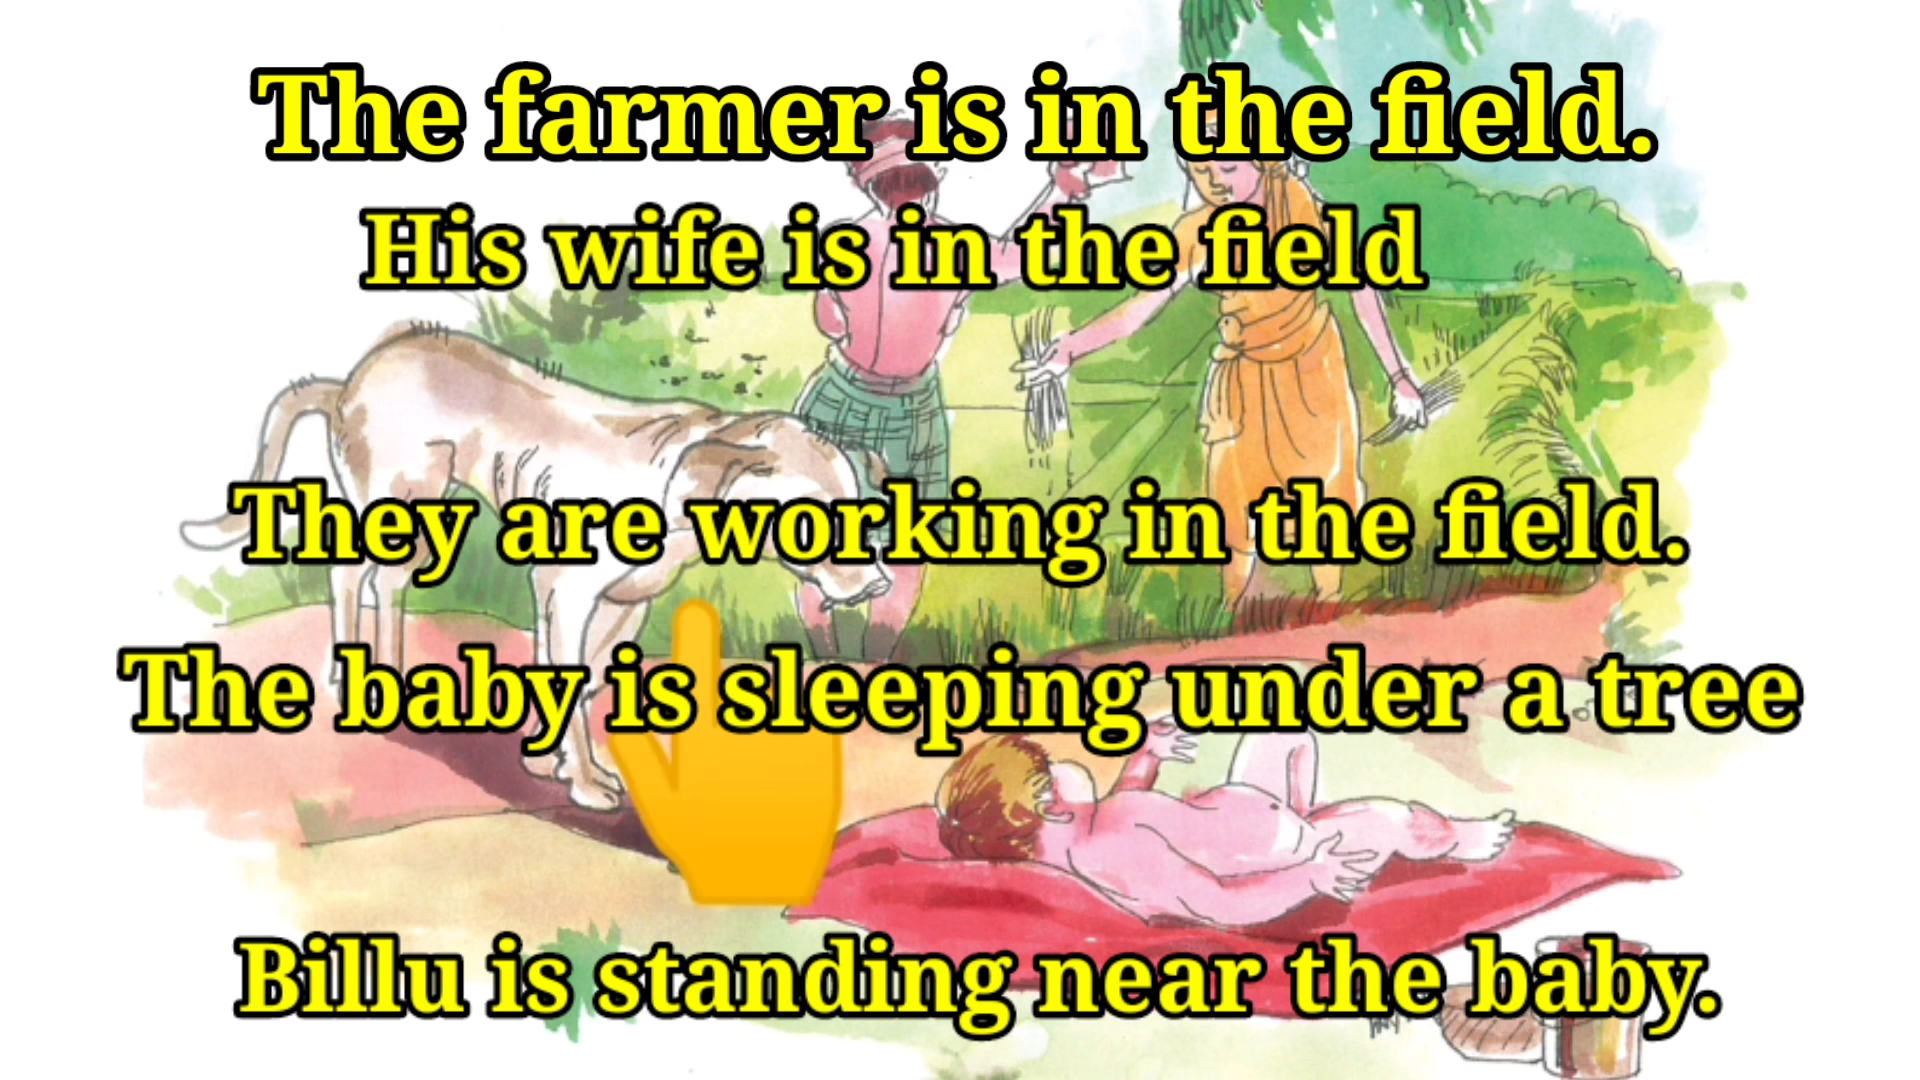 The farmer is in the field.
His wife is in the field
They are working in the field.
The baby is sleeping under a tree
Billu is standing near the baby.